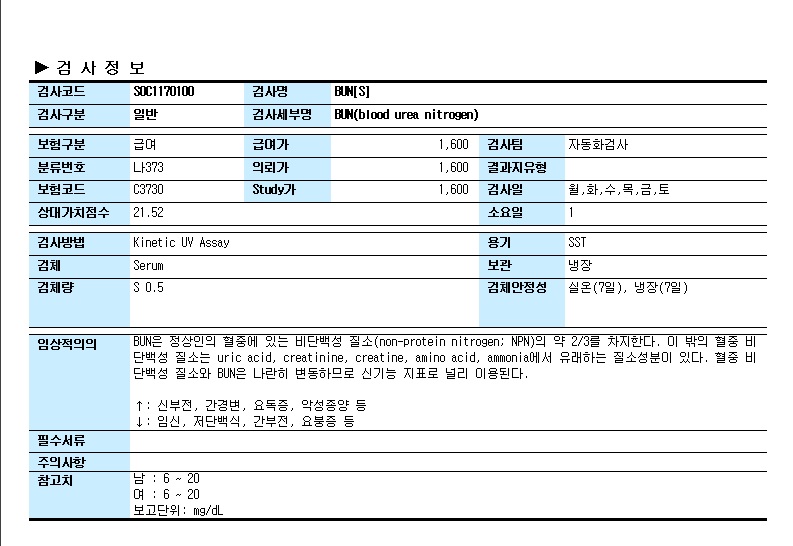 ▶ 검 사 정 보
검사코드 SOC1170100 검사명 BUN[S]
검사구분 일반 검사세부명 BUN(blood urea nitrogen)
보험구분 급여 급여가 1,600 검사팀 자동화검사
분류번호 나373 의뢰가 1,600 결과지유형
보험코드 C3730 Study가 1,600 검사일 월,화,수,목,금,토
상대가치점수 21.52 소요일 1
검사방법 Kinetic UV Assay 용기 SST
검체 Serum 보관 냉장
검체량 S 0.5 검체안정성 실온(7일), 냉장(7일)
임상적의의 BUN은 정상인의 혈중에 있는 비단백성 질소(non-protein nitrogen; NPN)의 약 2/3를 차지한다. 이 밖의 혈중 비
단백성 질소는 uric acid, creatinine, creatine, amino acid, ammonia에서 유래하는 질소성분이 있다. 혈중 비
단백성 질소와 BUN은 나란히 변동하므로 신기능 지표로 널리 이용된다.
↑: 신부전, 간경변, 요독증, 악성종양 등
↓: 임신, 저단백식, 간부전, 요붕증 등
필수서류
주의사항
참고치 남 : 6 ~ 20
여 : 6 ~ 20
보고단위: mg/dL